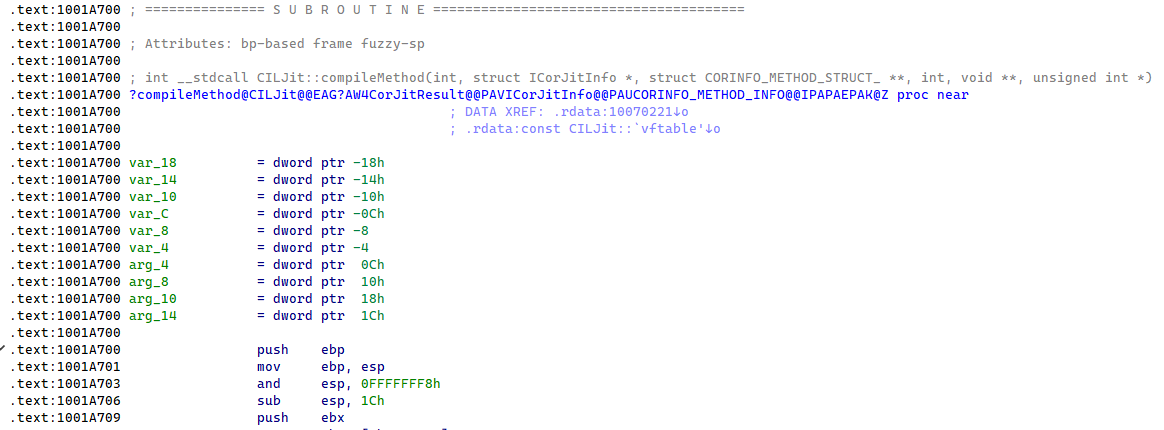 .text:1001A700 ; =============== S U B R O U T I N E =======================================
.text:1001A700
.text:1001A700 ; Attributes: bp-based frame fuzzy-sp
.text:1001A700
.text:1001A700 ; int __stdcall CILJit::compileMethod(int, struct ICorJitInfo *, struct CORINFO_METHOD_STRUCT_ **, int, void **, unsigned int *)
.text:1001A700 ?compileMethod@CILJit@@EAG?AW4CorJitResult@@PAVICorJitInfo@@PAUCORINFO_METHOD_INFO@@IPAPAEPAK@Z proc near
.text:1001A700 ; DATA XREF: .rdata:10070221↓o
.text:1001A700 ; .rdata:const CILJit::`vftable'↓o
.text:1001A700
.text:1001A700 var_18 = dword ptr -18h
.text:1001A700 var_14 = dword ptr -14h
.text:1001A700 var_10 = dword ptr -10h
.text:1001A700 var_C = dword ptr -0Ch
.text:1001A700 var_8 = dword ptr -8
.text:1001A700 var_4 = dword ptr -4
.text:1001A700 arg_4 = dword ptr 0Ch
.text:1001A700 arg_8 = dword ptr 10h
.text:1001A700 arg_10 = dword ptr 18h
.text:1001A700 arg_14 = dword ptr 1Ch
.text:1001A700
.text:1001A700 push ebp
.text:1001A701 mov ebp, esp
.text:1001A703 and esp, 0FFFFFFF8h
.text:1001A706 sub esp, 1Ch
.text:1001A709 push ebx